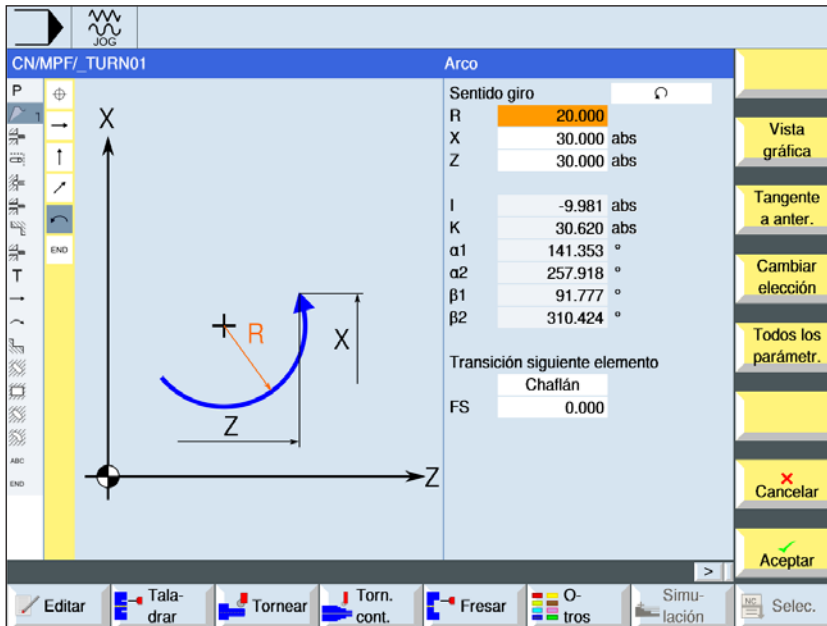 JOG
CN/MPF/_TURN01
Arco
P
1
T
ABC
END
END
X
R
X
Z
Z
Sentido giro
R 20.000
X 30.000 abs
Z 30.000 abs
I -9.981 abs
K 30.620 abs
α1 141.353 °
α2 257.918 °
β1 91.777 °
β2 310.424 °
Transición siguiente elemento
Chaflán
FS 0.000
Vista
gráfica
Tangente
a anter.
Cambiar
elección
Todos los
parámetr.
Cancelar
Aceptar
>
Editar
Tala-
drar
Tornear
Torn.
cont.
Fresar
O-
tros
Simu-
lación
NC
Selec.